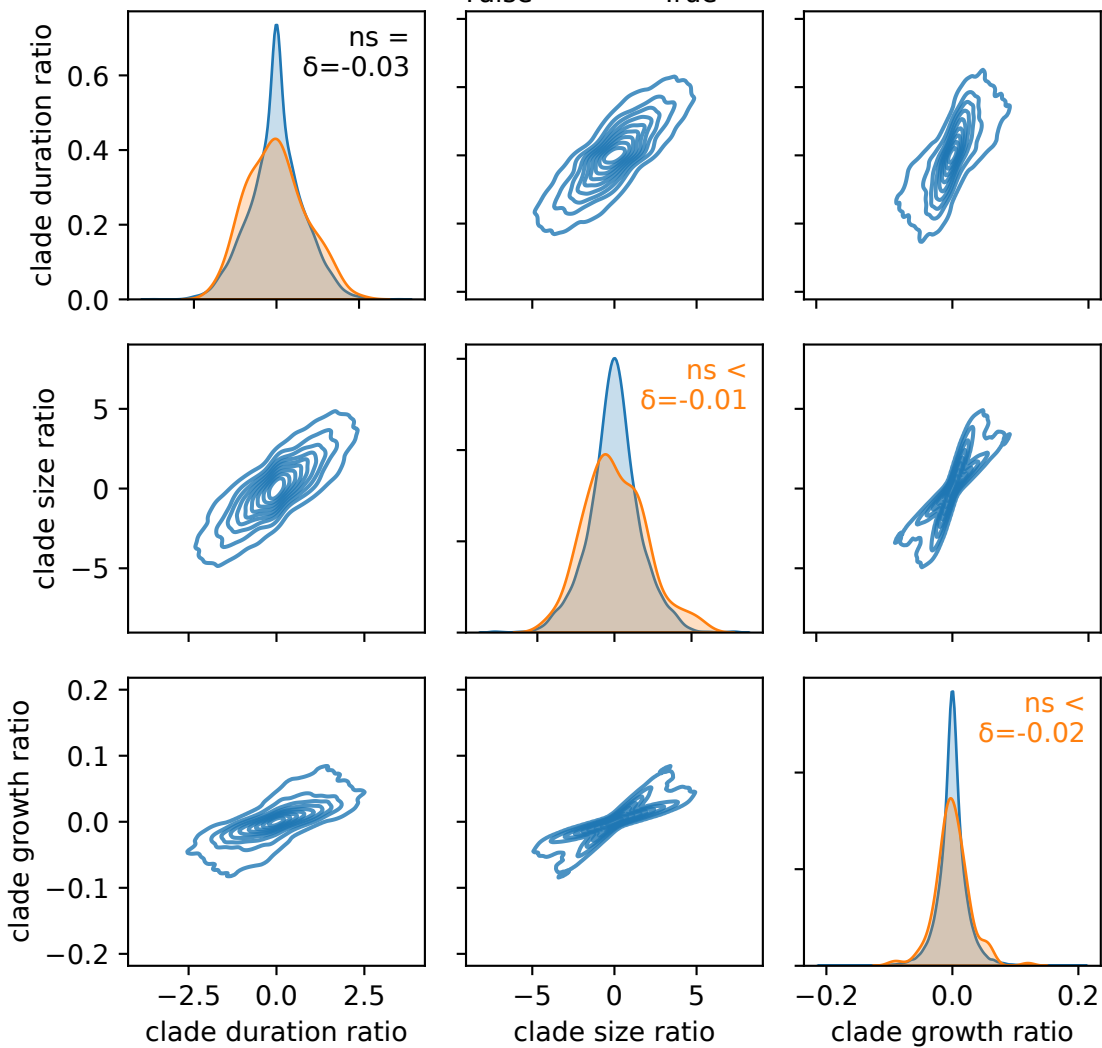 clade duration ratio
0.6
0.4
0.2
0.0
ns =
δ=-0.03
clade size ratio
5
0
−5
ns <
δ=-0.01
clade growth ratio
0.2
0.1
0.0
−0.1
−0.2
ns <
δ=-0.02
−2.5 0.0 2.5
−5 0 5
−0.2 0.0 0.2
clade duration ratio
clade size ratio
clade growth ratio